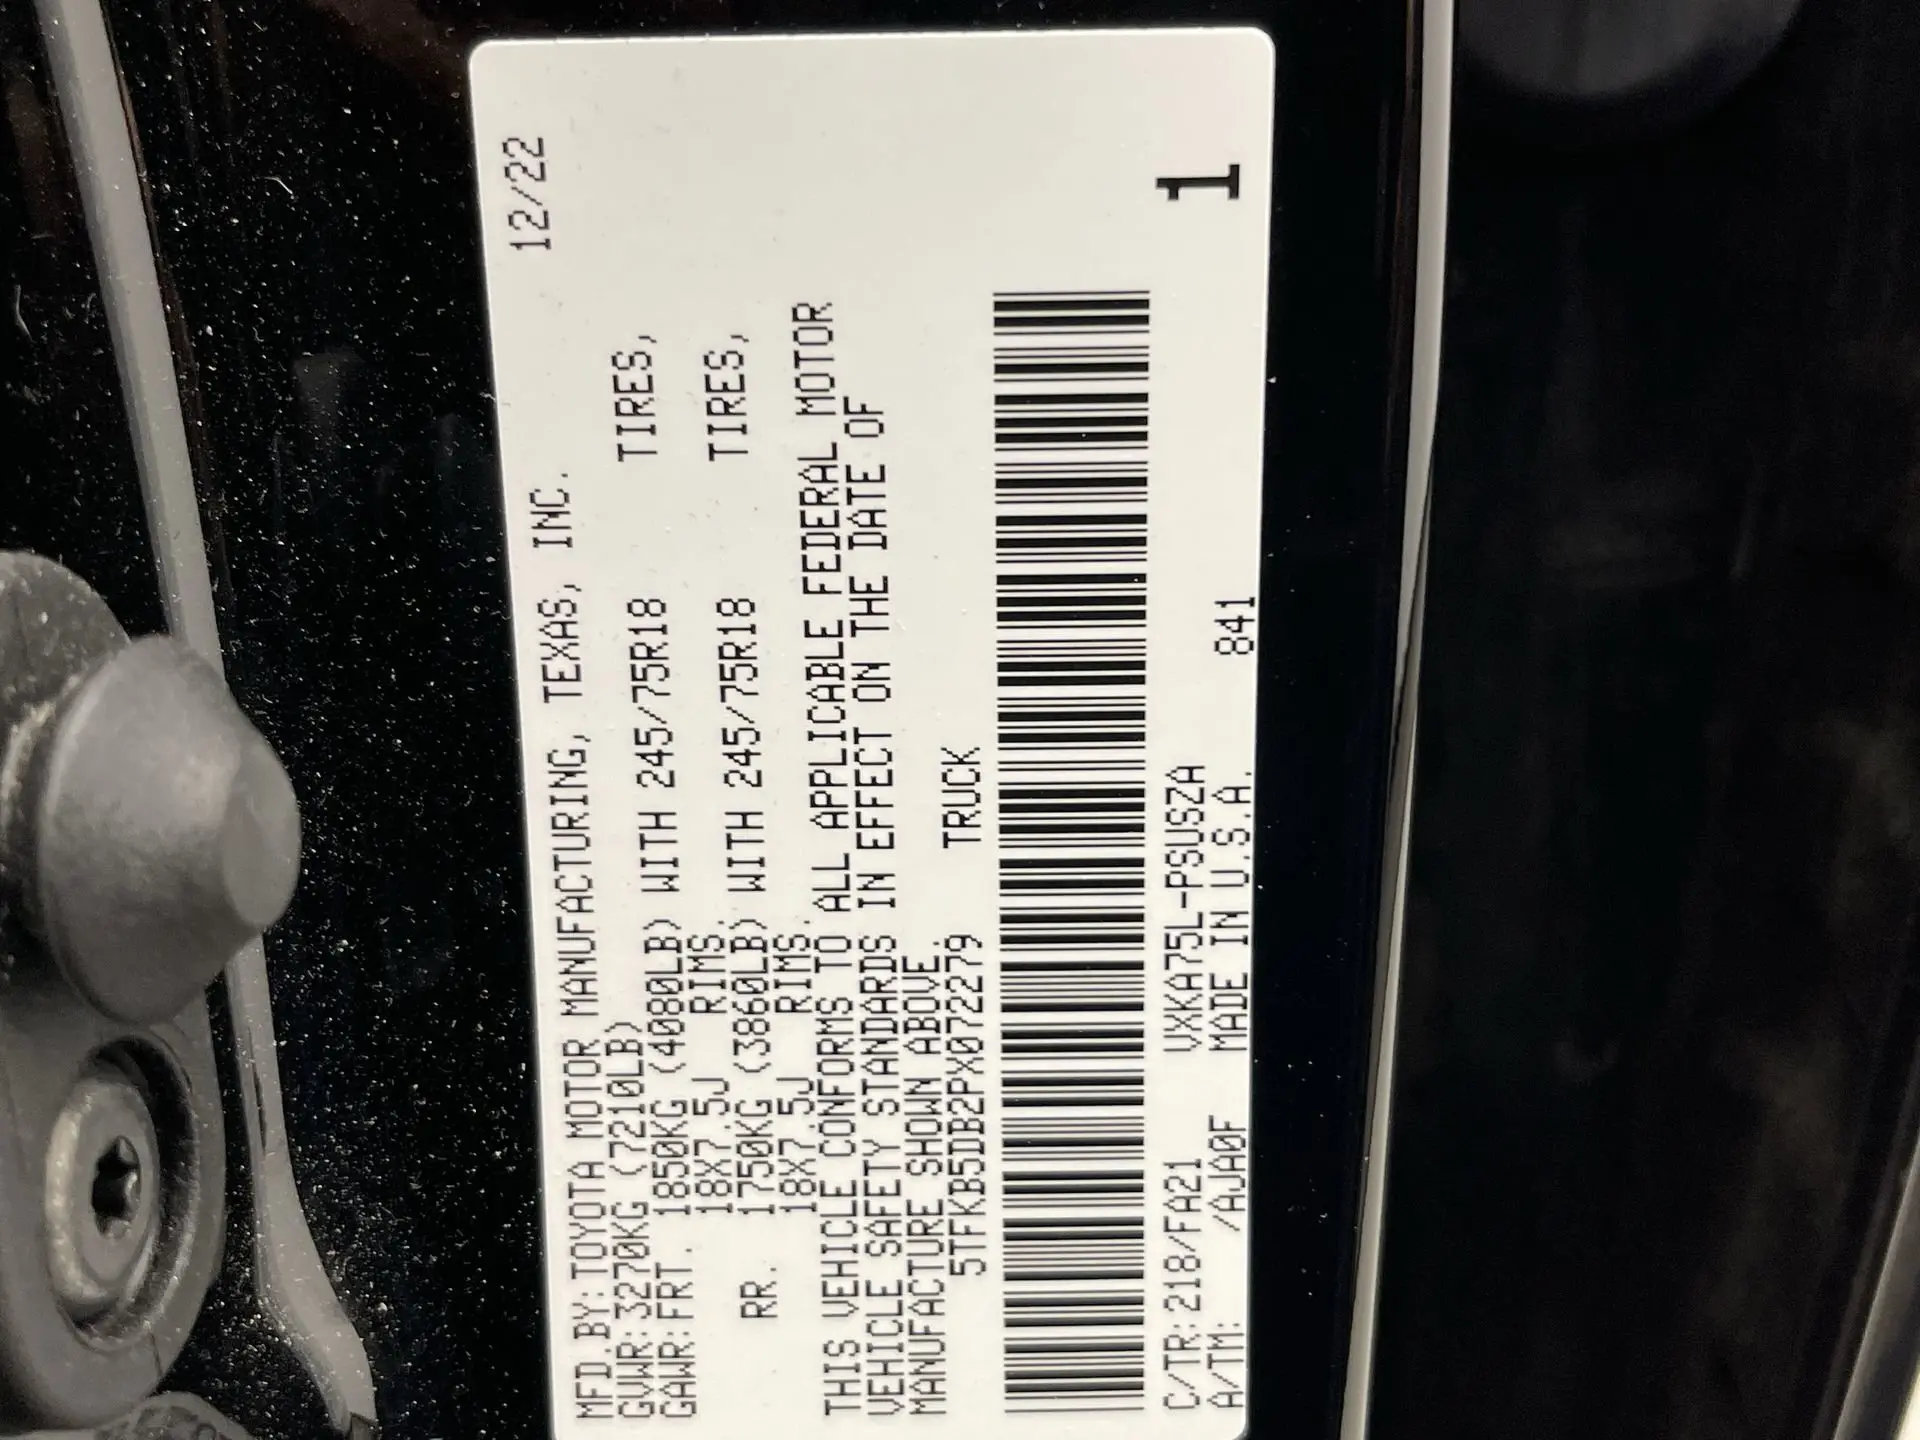 MFD.BY:TOYOTA MOTOR MANUFACTURING, TEXAS, INC. 12/22
GVWR:3270KG (7210LB)
GAWR:FRT. 1850KG (4080LB) WITH 245/75R18 TIRES,
18X7.5J RIMS;
RR. 1750KG (3860LB) WITH 245/75R18 TIRES,
18X7.5J RIMS.
THIS VEHICLE CONFORMS TO ALL APPLICABLE FEDERAL MOTOR
VEHICLE SAFETY STANDARDS IN EFFECT ON THE DATE OF
MANUFACTURE SHOWN ABOVE.
5TFKB5DB2PX072279 TRUCK
C/TR:218/FA21 VXKA75L-PSUSZA
A/TM: /AJA0F MADE IN U.S.A. 841
1